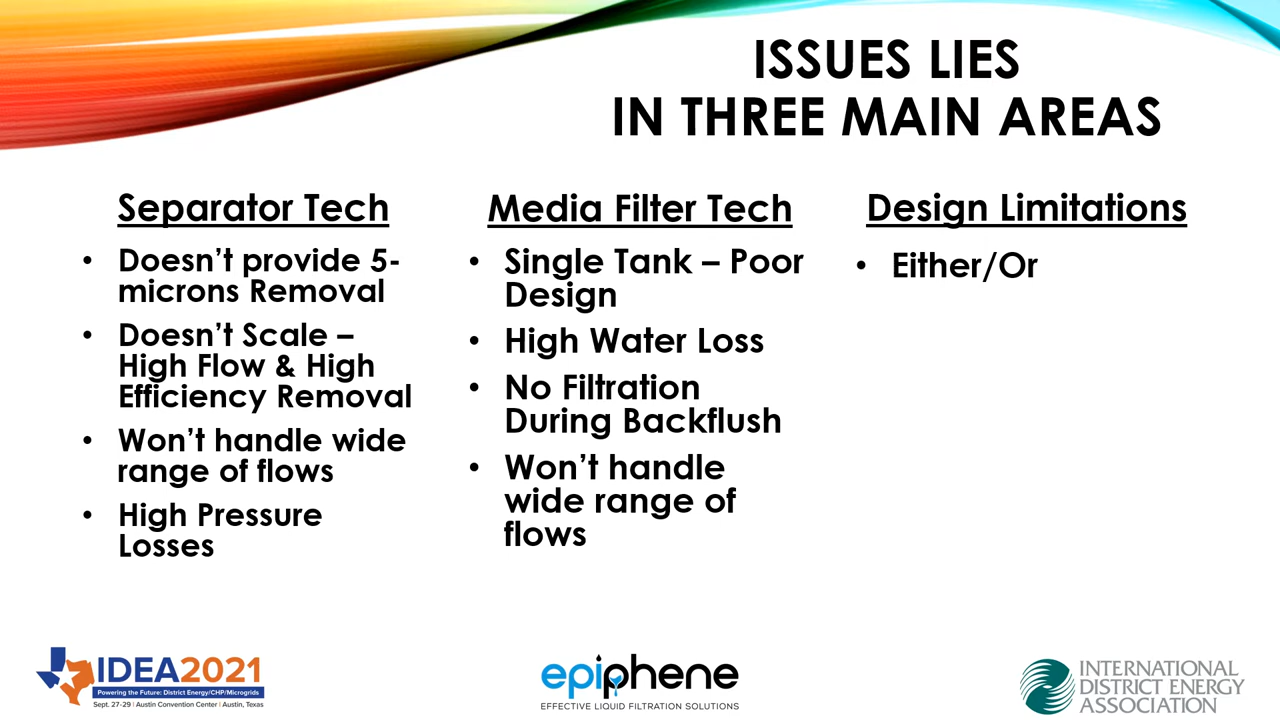 ISSUES LIES
IN THREE MAIN AREAS
Separator Tech
• Doesn’t provide 5-
microns Removal
• Doesn’t Scale –
High Flow & High
Efficiency Removal
• Won’t handle wide
range of flows
• High Pressure
Losses
Media Filter Tech
• Single Tank – Poor
Design
• High Water Loss
• No Filtration
During Backflush
• Won’t handle
wide range of
flows
Design Limitations
• Either/Or
IDEA2021
Powering the Future: District Energy/CHP/Microgrids
Sept. 27-29 | Austin Convention Center | Austin, Texas
epiphene
EFFECTIVE LIQUID FILTRATION SOLUTIONS
INTERNATIONAL
DISTRICT ENERGY
ASSOCIATION